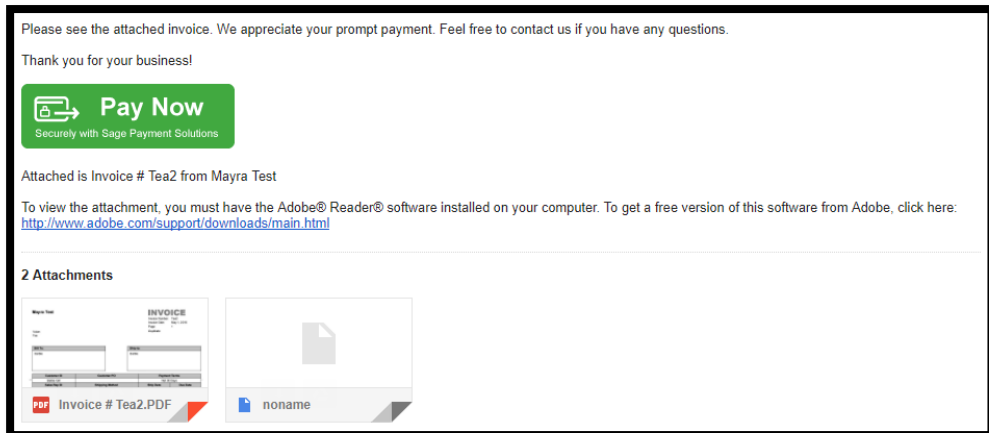 Please see the attached invoice. We appreciate your prompt payment. Feel free to contact us if you have any questions.
Thank you for your business!
Pay Now
Securely with Sage Payment Solutions
Attached is Invoice # Tea2 from Mayra Test
To view the attachment, you must have the Adobe® Reader® software installed on your computer. To get a free version of this software from Adobe, click here:
http://www.adobe.com/support/downloads/main.html
2 Attachments
Mayra Test
INVOICE
PDF Invoice # Tea2.PDF
noname